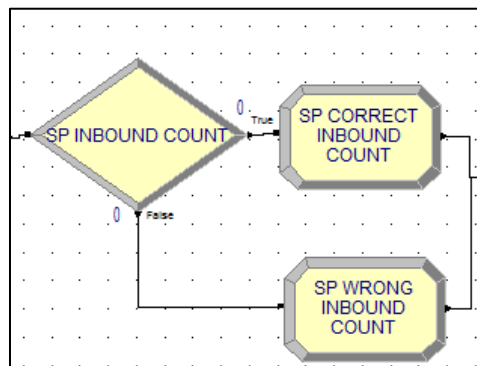 SP INBOUND COUNT
0
True
0
False
SP CORRECT
INBOUND
COUNT
SP WRONG
INBOUND
COUNT